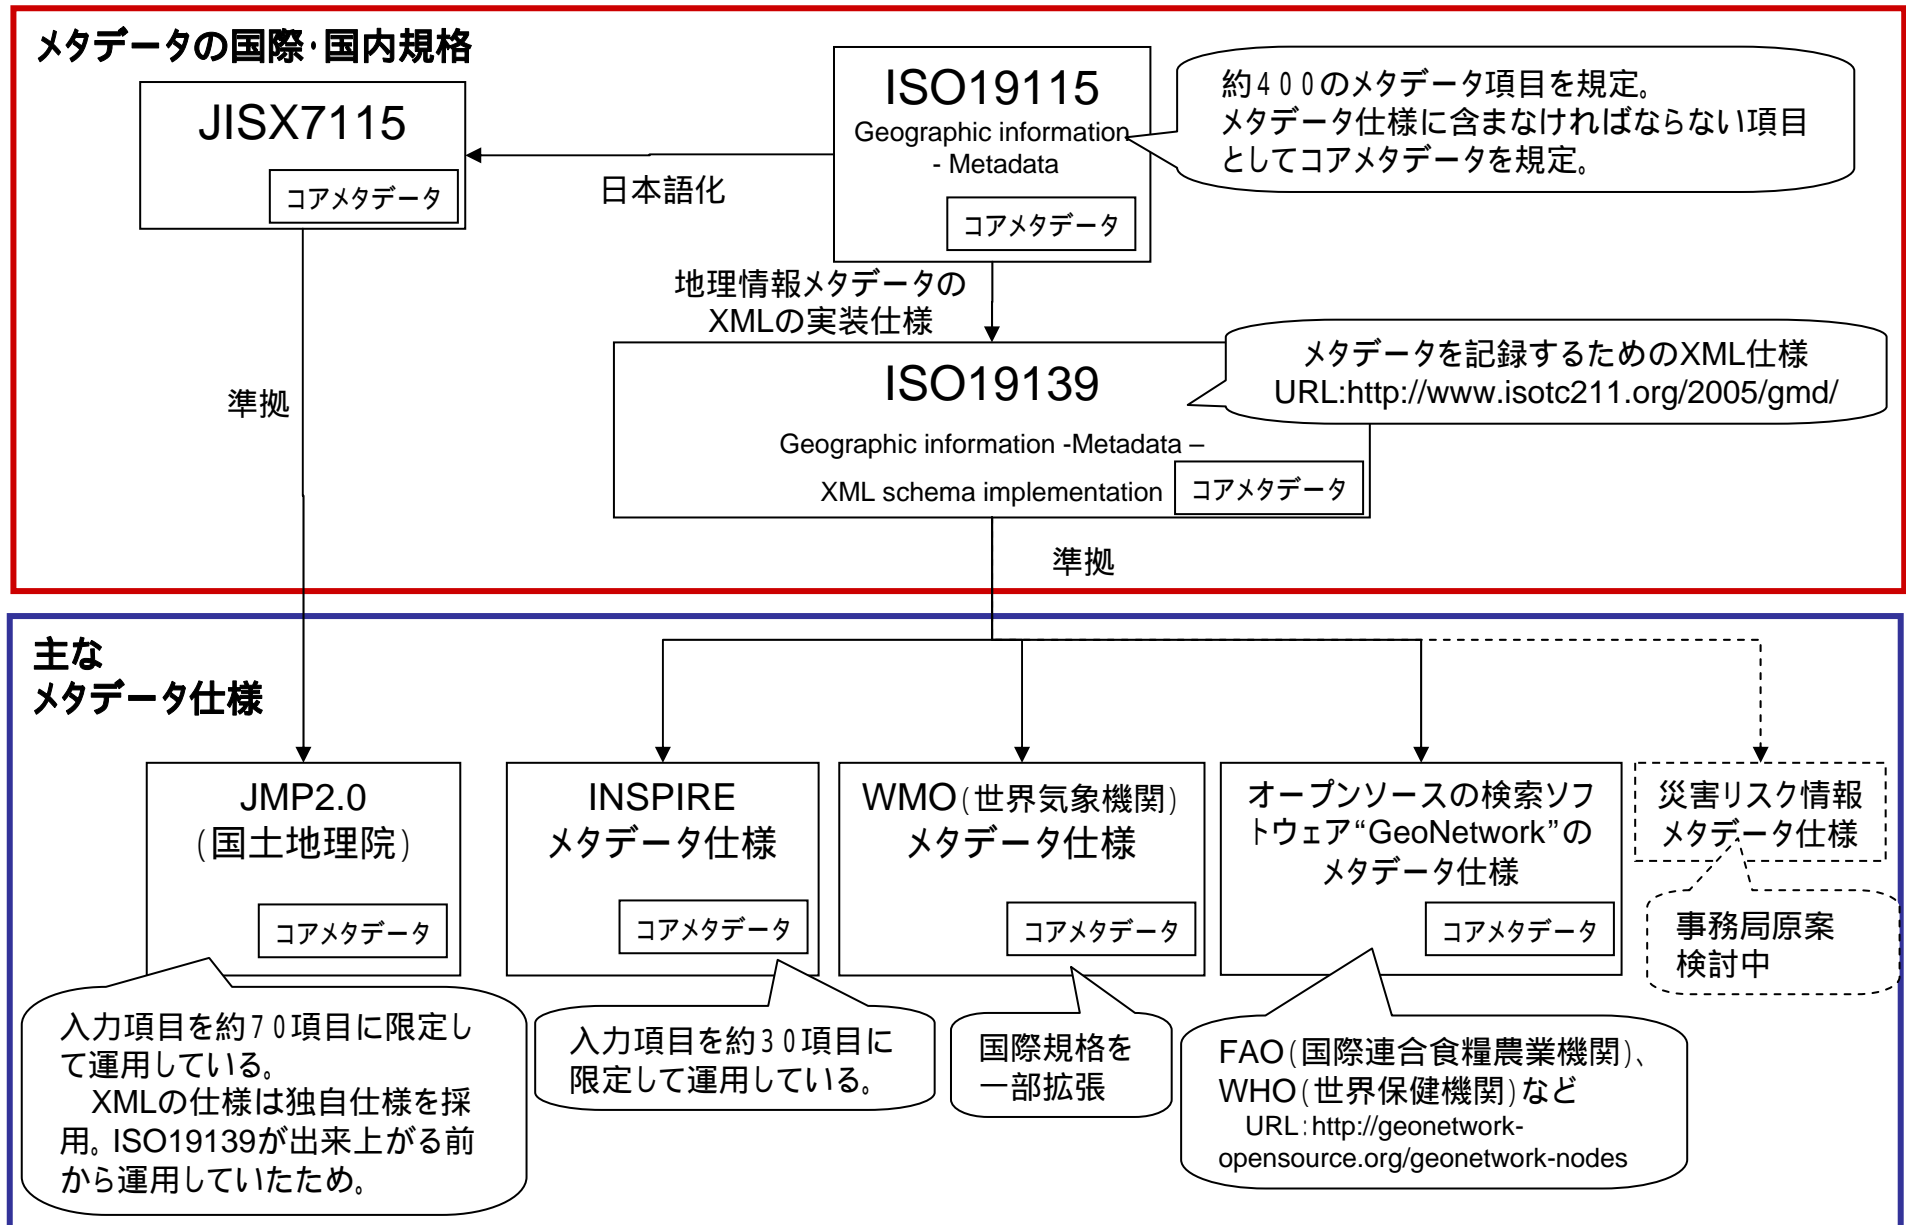 メタデータの国際・国内規格
JISX7115
コアメタデータ
日本語化
ISO19115
Geographic information
- Metadata
コアメタデータ
約400のメタデータ項目を規定。
メタデータ仕様に含まなければならない項目
としてコアメタデータを規定。
地理情報メタデータの
XMLの実装仕様
準拠
ISO19139
Geographic information -Metadata –
XML schema implementation
コアメタデータ
メタデータを記録するためのXML仕様
URL:http://www.isotc211.org/2005/gmd/
準拠
主な
メタデータ仕様
JMP2.0
(国土地理院)
コアメタデータ
INSPIRE
メタデータ仕様
コアメタデータ
WMO(世界気象機関)
メタデータ仕様
コアメタデータ
オープンソースの検索ソフ
トウェア“GeoNetwork”の
メタデータ仕様
コアメタデータ
災害リスク情報
メタデータ仕様
事務局原案
検討中
入力項目を約70項目に限定し
て運用している。
XMLの仕様は独自仕様を採
用。ISO19139が出来上がる前
から運用していたため。
入力項目を約30項目に
限定して運用している。
国際規格を
一部拡張
FAO(国際連合食糧農業機関)、
WHO(世界保健機関)など
URL:http://geonetwork-
opensource.org/geonetwork-nodes